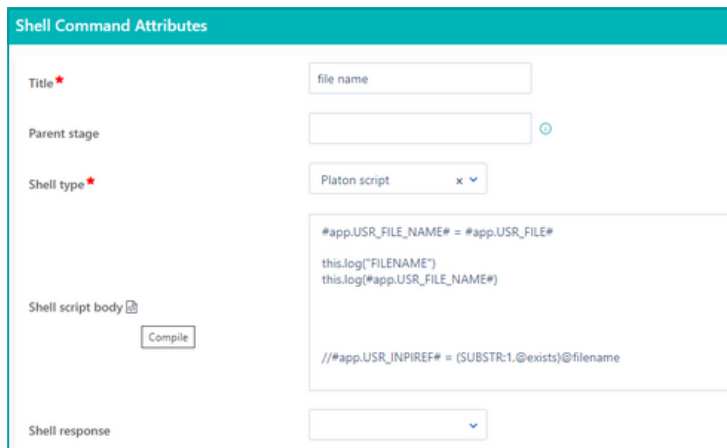 Shell Command Attributes
Title*
file name
Parent stage
Shell type*
Platon script x
#app.USR_FILE_NAME# = #app.USR_FILE#
this.log("FILENAME")
this.log(#app.USR_FILE_NAME#)
Shell script body
Compile
//#app.USR_INPIREF# = (SUBSTR:1,@exists)@filename
Shell response